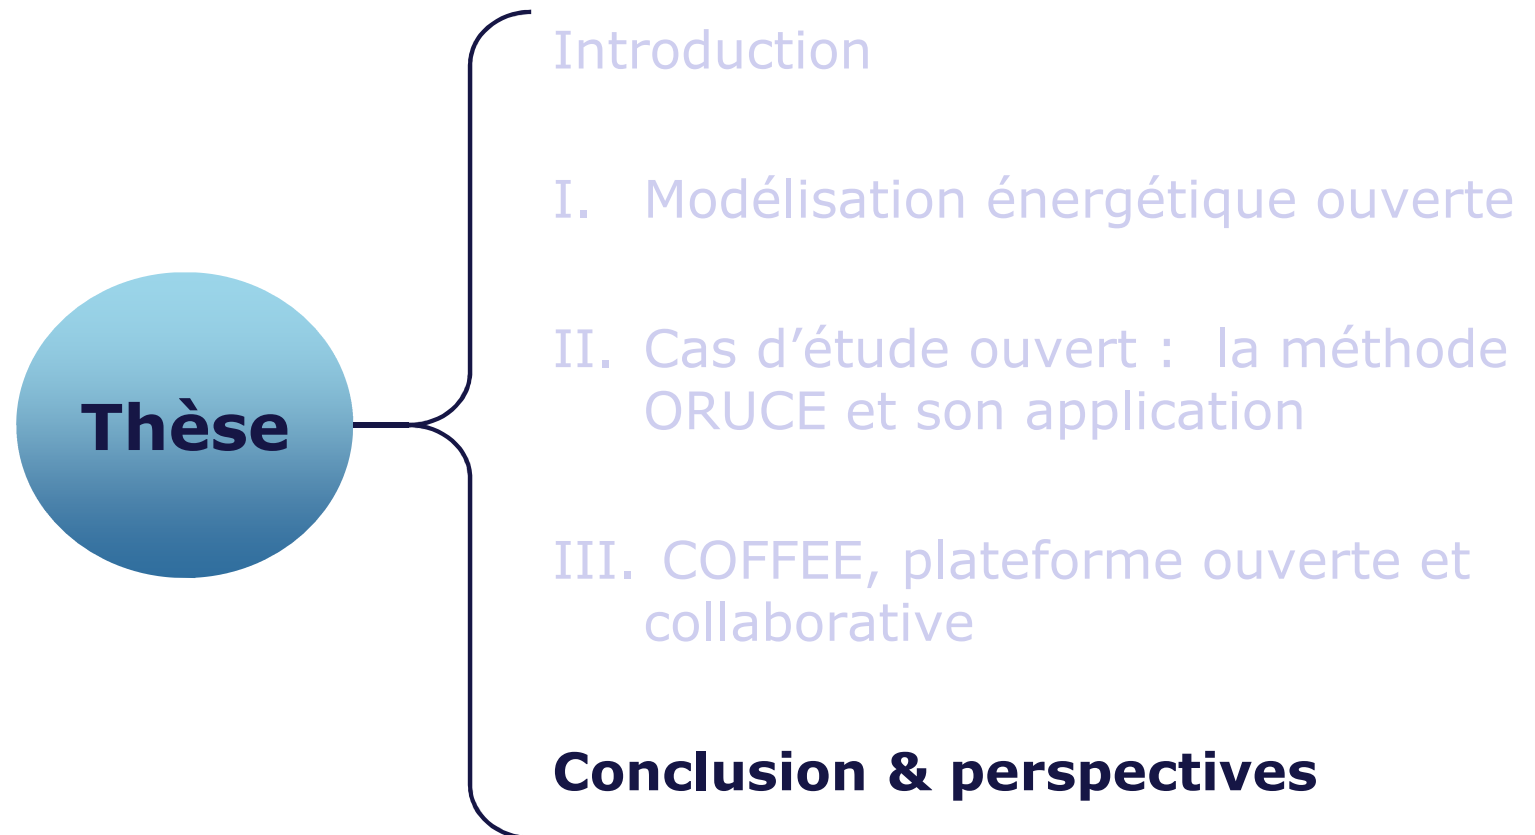 Introduction
I. Modélisation énergétique ouverte
II. Cas d’étude ouvert : la méthode
ORUCE et son application
Thèse
III. COFFEE, plateforme ouverte et
collaborative
Conclusion & perspectives